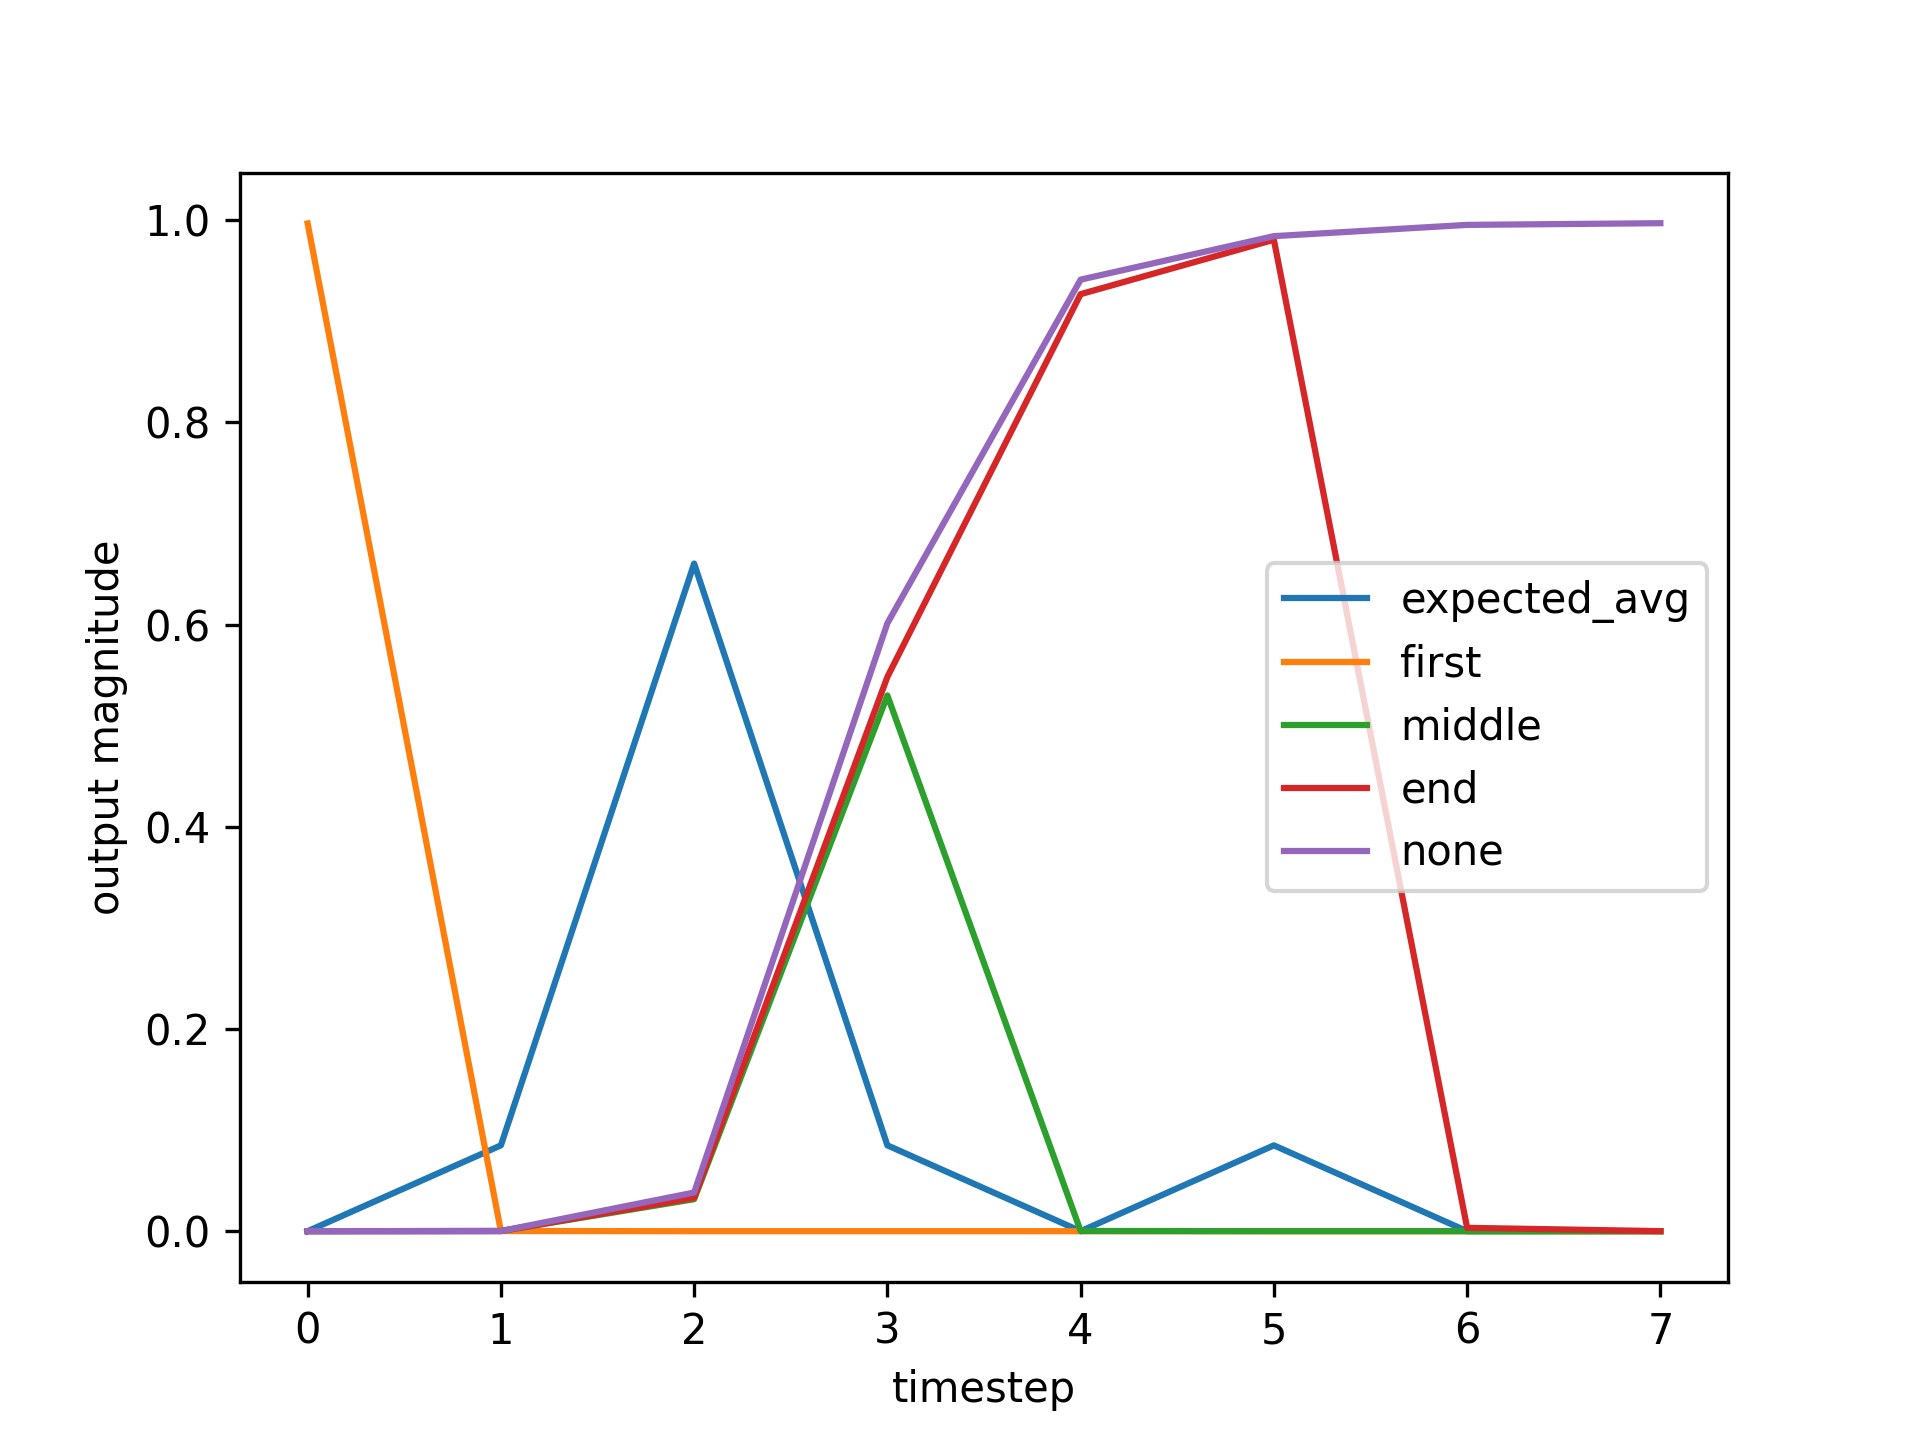 output magnitude
1.0
0.8
0.6
0.4
0.2
0.0
expected_avg
first
middle
end
none
0 1 2 3 4 5 6 7
timestep